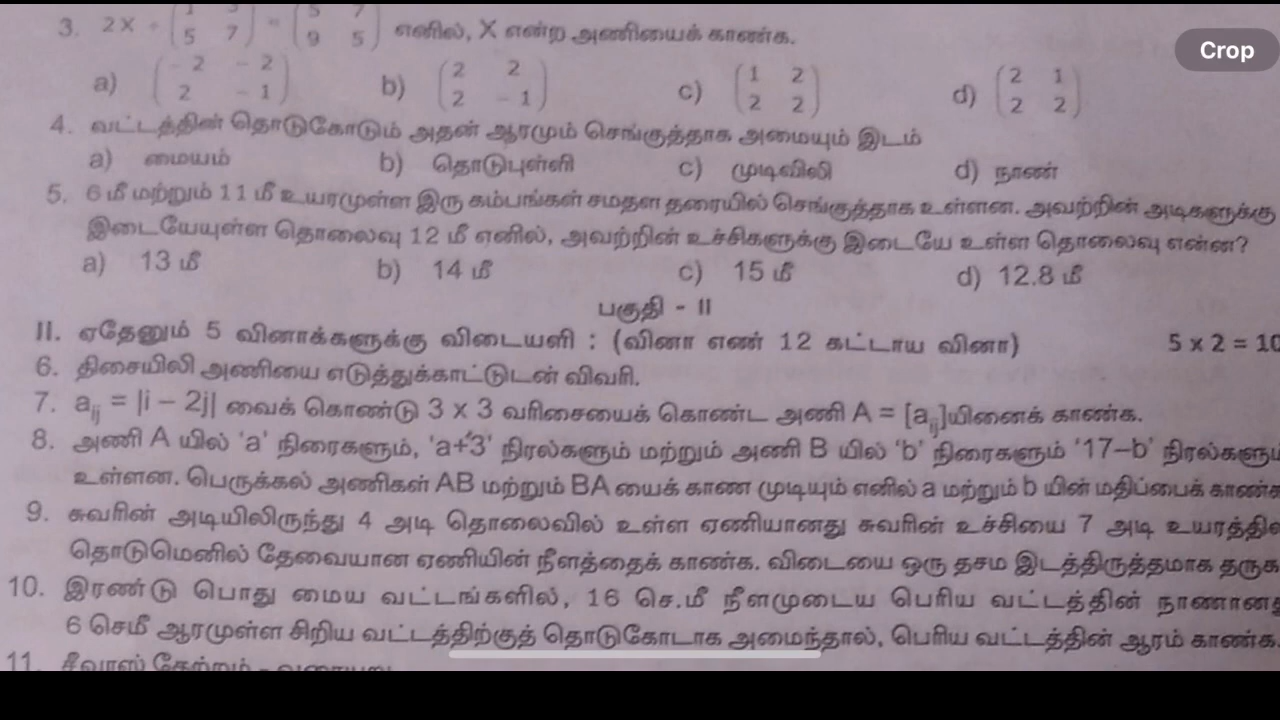 3. 2X + (1 3 / 5 7) = (5 7 / 9 5) எனில், X என்ற அணியைக் காண்க.
Crop
a) (-2 -2 / 2 -1) b) (2 2 / 2 -1) c) (1 2 / 2 2) d) (2 1 / 2 2)
4. வட்டத்தின் தொடுகோடும் அதன் ஆரமும் செங்குத்தாக அமையும் இடம்
a) மையம் b) தொடுபுள்ளி c) முடிவிலி d) நாண்
5. 6 மீ மற்றும் 11 மீ உயரமுள்ள இரு கம்பங்கள் சமதள தரையில் செங்குத்தாக உள்ளன. அவற்றின் அடிகளுக்கு
இடையேயுள்ள தொலைவு 12 மீ எனில், அவற்றின் உச்சிகளுக்கு இடையே உள்ள தொலைவு என்ன?
a) 13 மீ b) 14 மீ c) 15 மீ d) 12.8 மீ
பகுதி - II
II. ஏதேனும் 5 வினாக்களுக்கு விடையளி : (வினா எண் 12 கட்டாய வினா) 5 x 2 = 10
6. திசையிலி அணியை எடுத்துக்காட்டுடன் விவரி.
7. aij = |i – 2j| வைக் கொண்டு 3 x 3 வரிசையைக் கொண்ட அணி A = [aij]யினைக் காண்க.
8. அணி A யில் ‘a’ நிரைகளும், ‘a+3’ நிரல்களும் மற்றும் அணி B யில் ‘b’ நிரைகளும் ‘17–b’ நிரல்களும்
உள்ளன. பெருக்கல் அணிகள் AB மற்றும் BA யைக் காண முடியும் எனில் a மற்றும் b யின் மதிப்பைக் காண்க
9. சுவரின் அடியிலிருந்து 4 அடி தொலைவில் உள்ள ஏணியானது சுவரின் உச்சியை 7 அடி உயரத்தில்
தொடுமெனில் தேவையான ஏணியின் நீளத்தைக் காண்க. விடையை ஒரு தசம இடத்திருத்தமாக தருக
10. இரண்டு பொது மைய வட்டங்களில், 16 செ.மீ நீளமுடைய பெரிய வட்டத்தின் நாணானது
6 செமீ ஆரமுள்ள சிறிய வட்டத்திற்குத் தொடுகோடாக அமைந்தால், பெரிய வட்டத்தின் ஆரம் காண்க.
11.